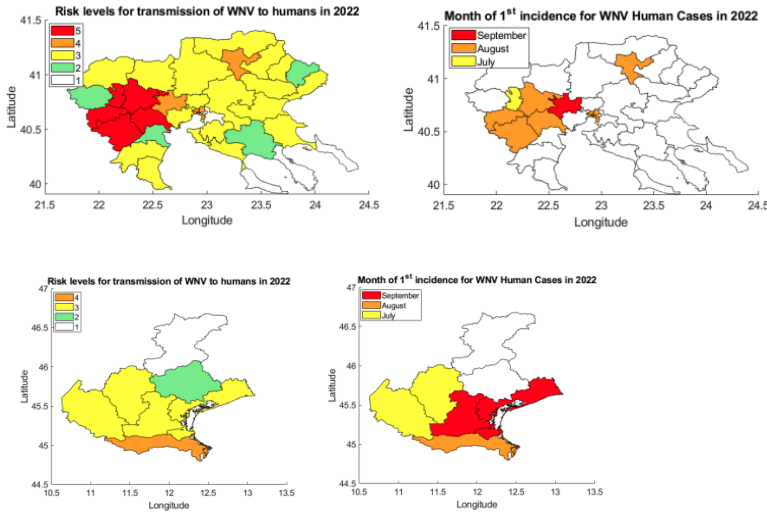 Risk levels for transmission of WNV to humans in 2022
5
4
3
2
1
41.5
41
40.5
40
Latitude
21.5 22 22.5 23 23.5 24 24.5
Longitude
Month of 1st incidence for WNV Human Cases in 2022
September
August
July
41.5
41
40.5
40
Latitude
21.5 22 22.5 23 23.5 24 24.5
Longitude
Risk levels for transmission of WNV to humans in 2022
4
3
2
1
47
46.5
46
45.5
45
44.5
Latitude
10.5 11 11.5 12 12.5 13 13.5
Longitude
Month of 1st incidence for WNV Human Cases in 2022
September
August
July
47
46.5
46
45.5
45
44.5
Latitude
10.5 11 11.5 12 12.5 13 13.5
Longitude